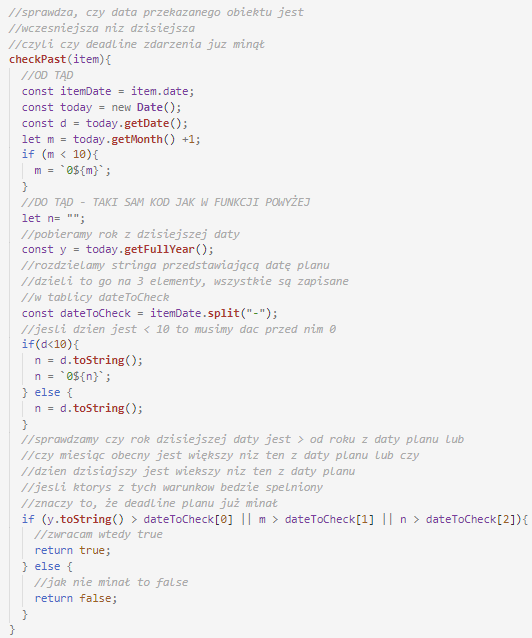 //sprawdza, czy data przekazanego obiektu jest
//wczesniejsza niz dzisiejsza
//czyli czy deadline zdarzenia juz minął
checkPast(item){
//OD TĄD
const itemDate = item.date;
const today = new Date();
const d = today.getDate();
let m = today.getMonth() +1;
if (m < 10){
m = `0${m}`;
}
//DO TĄD - TAKI SAM KOD JAK W FUNKCJI POWYŻEJ
let n= "";
//pobieramy rok z dzisiejszej daty
const y = today.getFullYear();
//rozdzielamy stringa przedstawiającą datę planu
//dzieli to go na 3 elementy, wszystkie są zapisane
//w tablicy dateToCheck
const dateToCheck = itemDate.split("-");
//jesli dzien jest < 10 to musimy dac przed nim 0
if(d<10){
n = d.toString();
n = `0${n}`;
} else {
n = d.toString();
}
//sprawdzamy czy rok dzisiejszej daty jest > od roku z daty planu lub
//czy miesiąc obecny jest większy niz ten z daty planu lub czy
//dzien dzisiajszy jest wiekszy niz ten z daty planu
//jesli ktorys z tych warunkow bedzie spelniony
//znaczy to, że deadline planu już minał
if (y.toString() > dateToCheck[0] || m > dateToCheck[1] || n > dateToCheck[2]){
//zwracam wtedy true
return true;
} else {
//jak nie minał to false
return false;
}
}